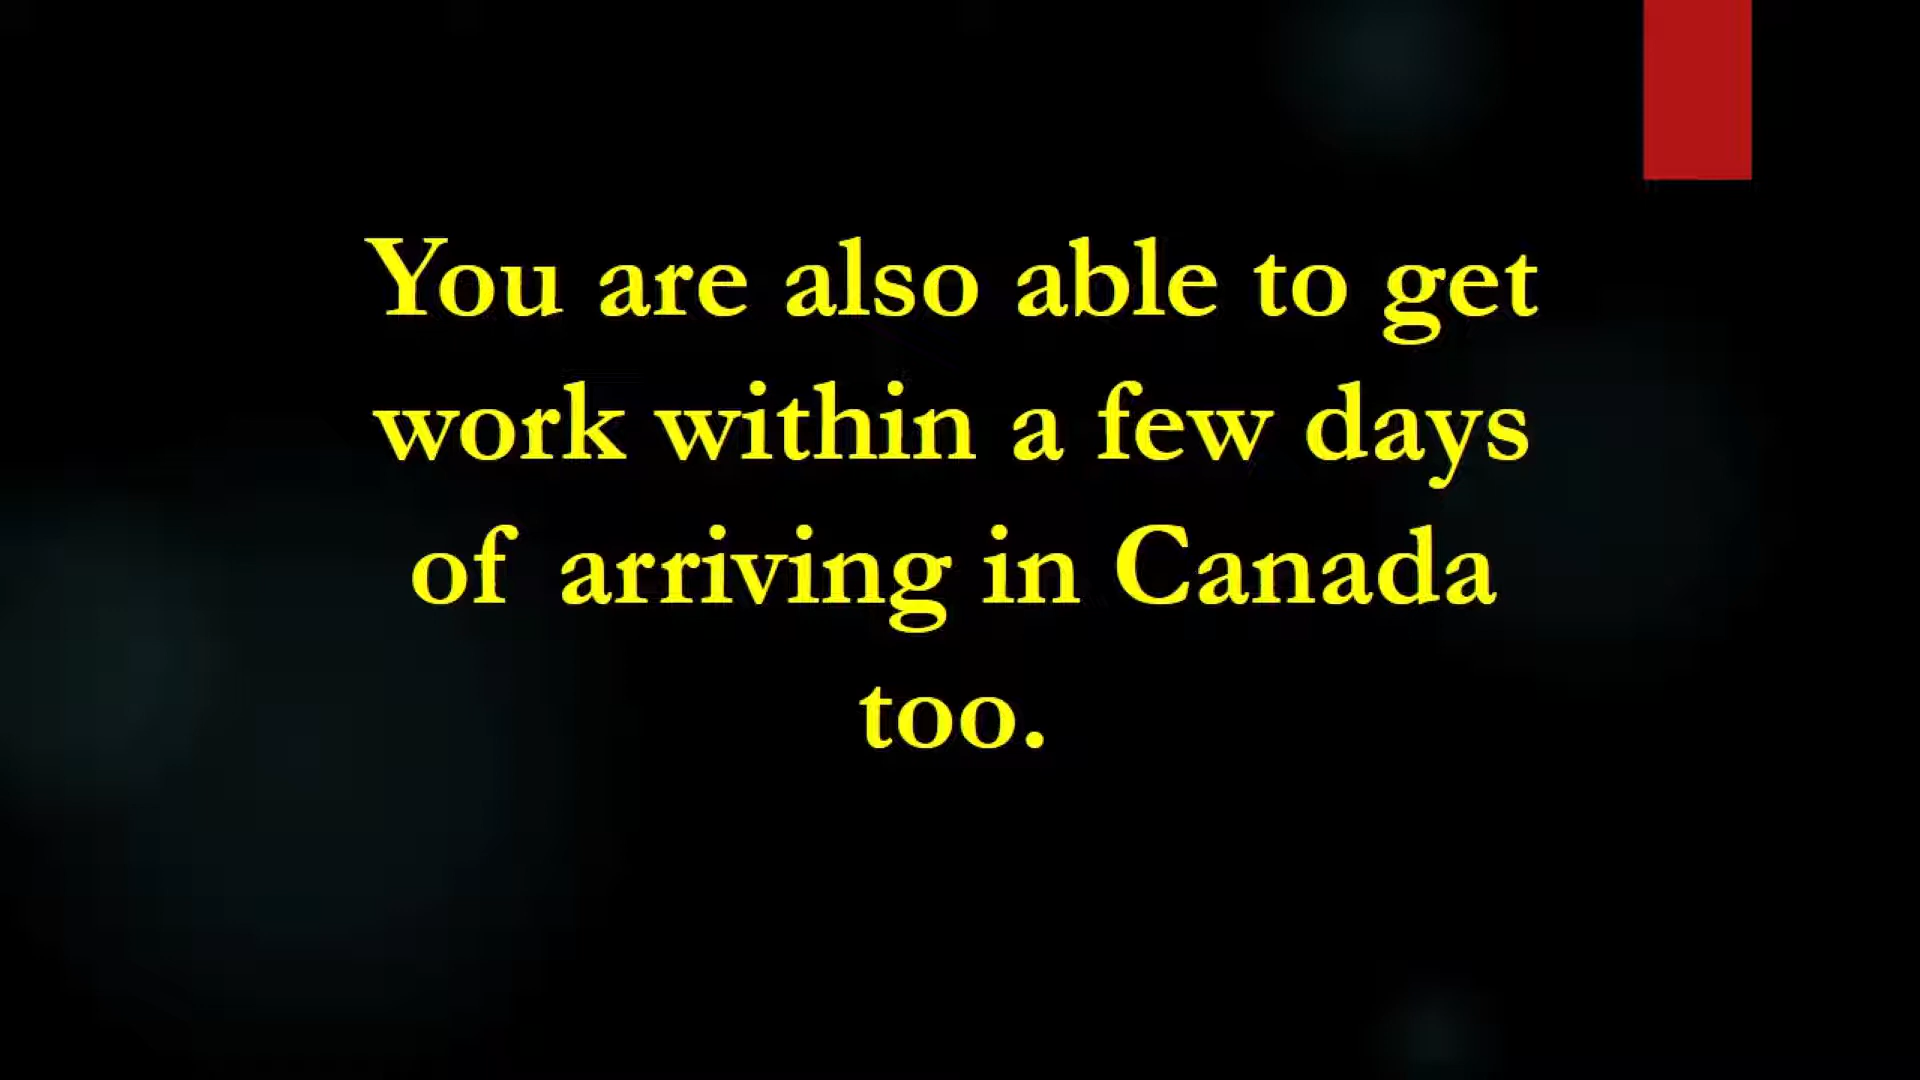 You are also able to get
work within a few days
of arriving in Canada
too.